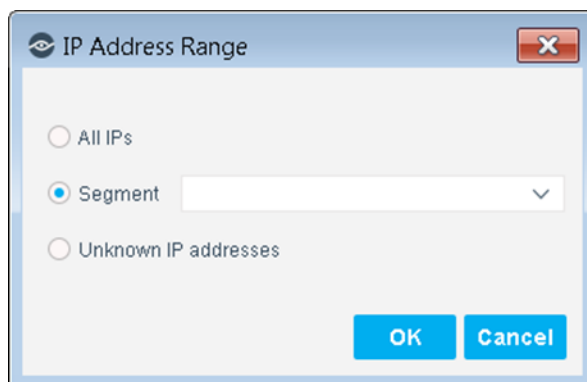 IP Address Range
All IPs
Segment
Unknown IP addresses
OK Cancel